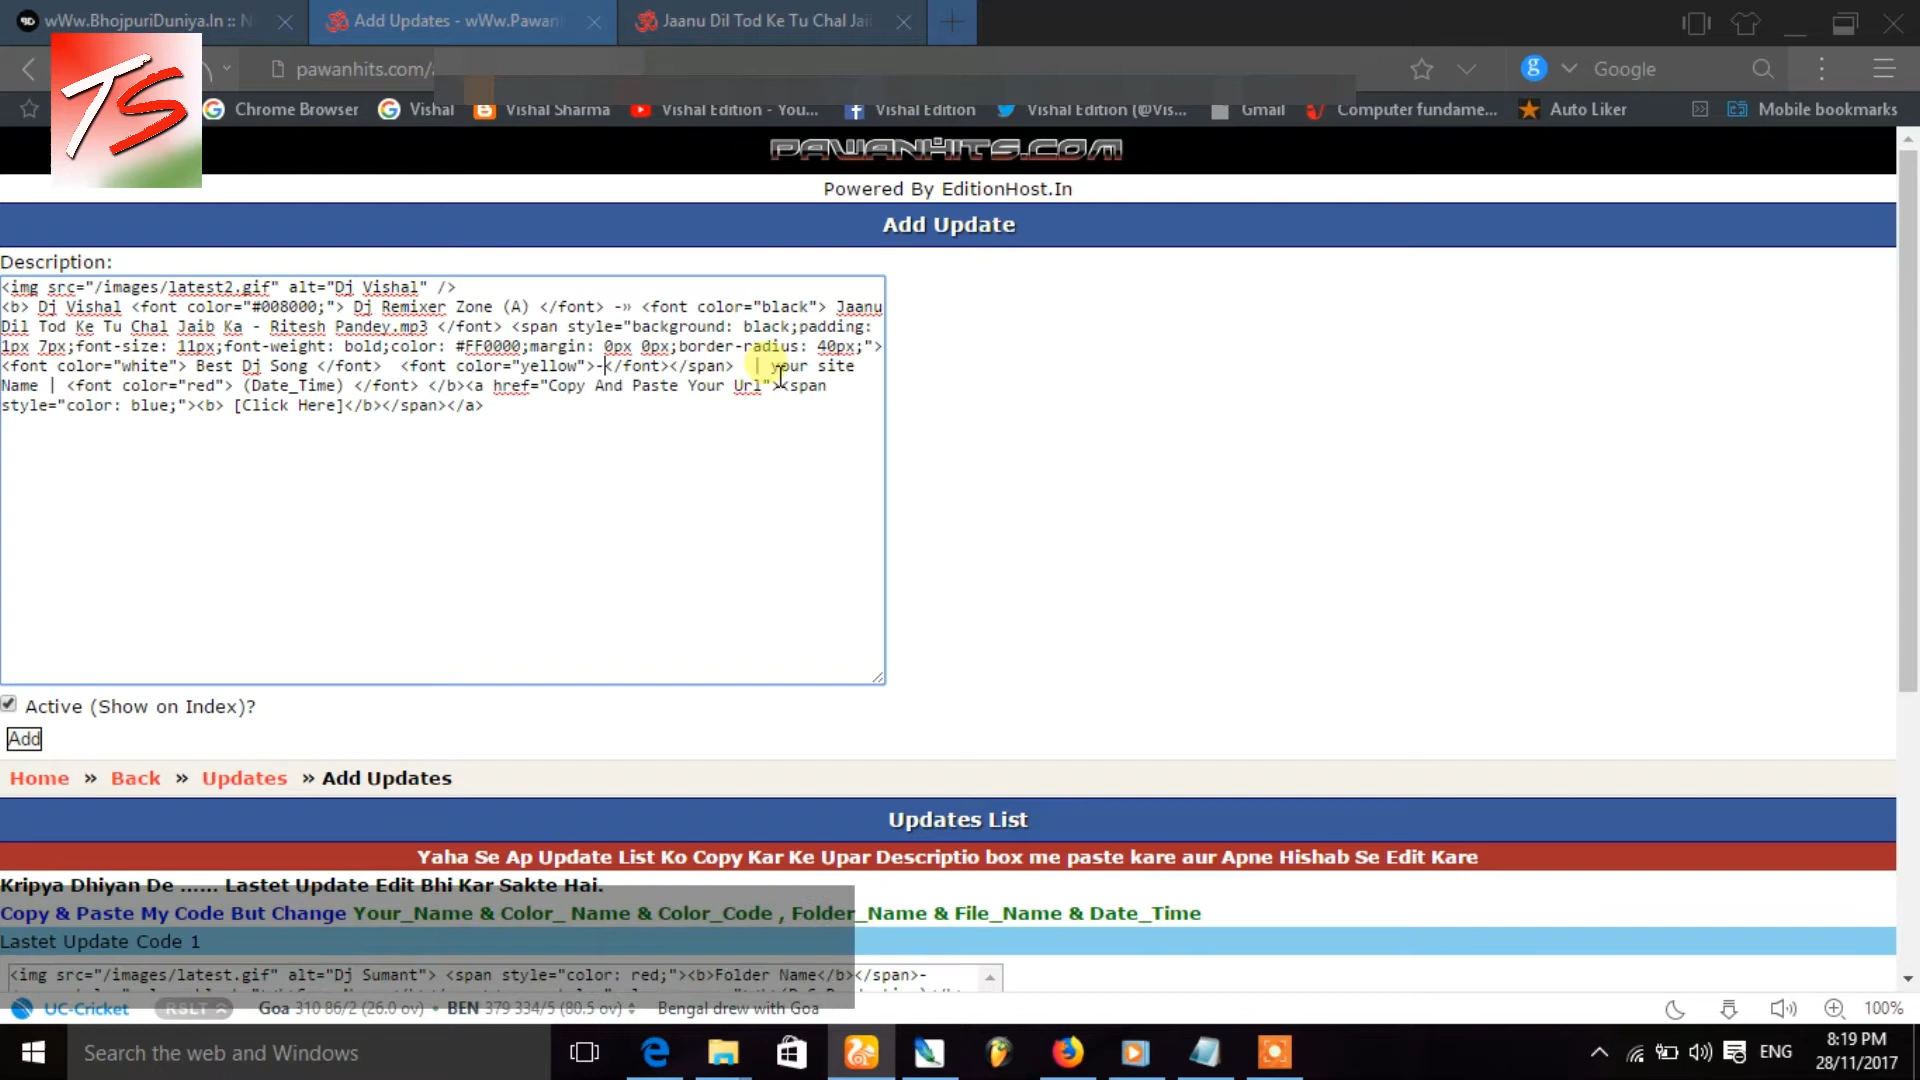 wWw.BhojpuriDuniya.In :: N
Add Updates - wWw.Pawan
Jaanu Dil Tod Ke Tu Chal Jai
TS
pawanhits.com/
Google
Chrome Browser
Vishal
Vishal Sharma
Vishal Edition - You...
Vishal Edition
Vishal Edition (@Vis...
Gmail
Computer fundame...
Auto Liker
Mobile bookmarks
PAWANHITS.COM
Powered By EditionHost.In
Add Update
Description:
<img src="/images/latest2.gif" alt="Dj Vishal" />
<b> Dj Vishal <font color="#008000;"> Dj Remixer Zone (A) </font> -» <font color="black"> Jaanu
Dil Tod Ke Tu Chal Jaib Ka - Ritesh Pandey.mp3 </font> <span style="background: black;padding:
1px 7px;font-size: 11px;font-weight: bold;color: #FF0000;margin: 0px 0px;border-radius: 40px;">
<font color="white"> Best Dj Song </font>  <font color="yellow">-</font></span>  | your site
Name | <font color="red"> (Date_Time) </font> </b><a href="Copy And Paste Your Url"><span
style="color: blue;"><b> [Click Here]</b></span></a>
Active (Show on Index)?
Add
Home » Back » Updates » Add Updates
Updates List
Yaha Se Ap Update List Ko Copy Kar Ke Upar Descriptio box me paste kare aur Apne Hishab Se Edit Kare
Kripya Dhiyan De ...... Lastet Update Edit Bhi Kar Sakte Hai.
Copy & Paste My Code But Change Your_Name & Color_ Name & Color_Code , Folder_Name & File_Name & Date_Time
Lastet Update Code 1
<img src="/images/latest.gif" alt="Dj Sumant"> <span style="color: red;"><b>Folder Name</b></span>-
UC-Cricket
RSLT
Goa 310 86/2 (26.0 ov) • BEN 379 334/5 (80.5 ov)
Bengal drew with Goa
100%
Search the web and Windows
ENG
8:19 PM
28/11/2017